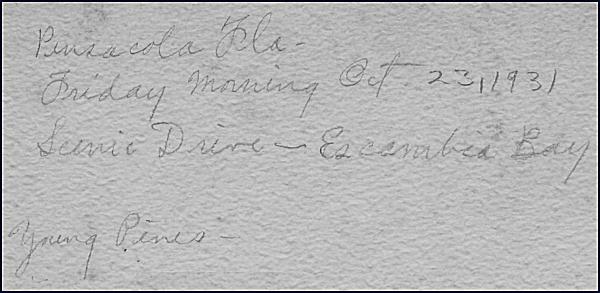 Pensacola Fla-
Friday Morning Oct 23, 1931
Scenic Drive - Escambia Bay
Young Pines -